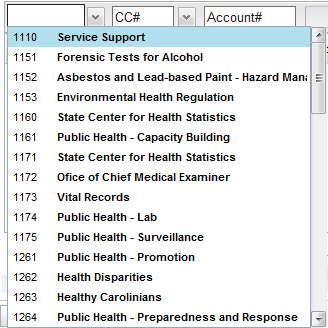 CC# Account#
1110 Service Support
1151 Forensic Tests for Alcohol
1152 Asbestos and Lead-based Paint - Hazard Mana
1153 Environmental Health Regulation
1160 State Center for Health Statistics
1161 Public Health - Capacity Building
1171 State Center for Health Statistics
1172 Ofice of Chief Medical Examiner
1173 Vital Records
1174 Public Health - Lab
1175 Public Health - Surveillance
1261 Public Health - Promotion
1262 Health Disparities
1263 Healthy Carolinians
1264 Public Health - Preparedness and Response